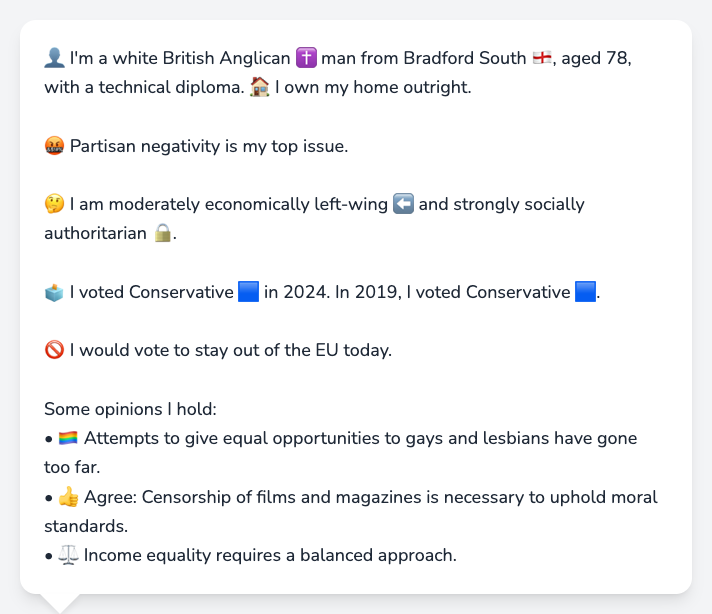 👤 I'm a white British Anglican ✝️ man from Bradford South 🏴󠁧󠁢󠁥󠁮󠁧󠁿, aged 78,
with a technical diploma. 🏠 I own my home outright.
🤬 Partisan negativity is my top issue.
🤔 I am moderately economically left-wing ⬅️ and strongly socially
authoritarian 🔒.
🗳️ I voted Conservative 🟦 in 2024. In 2019, I voted Conservative 🟦.
🚫 I would vote to stay out of the EU today.
Some opinions I hold:
• 🏳️‍🌈 Attempts to give equal opportunities to gays and lesbians have gone
too far.
• 👍 Agree: Censorship of films and magazines is necessary to uphold moral
standards.
• ⚖️ Income equality requires a balanced approach.